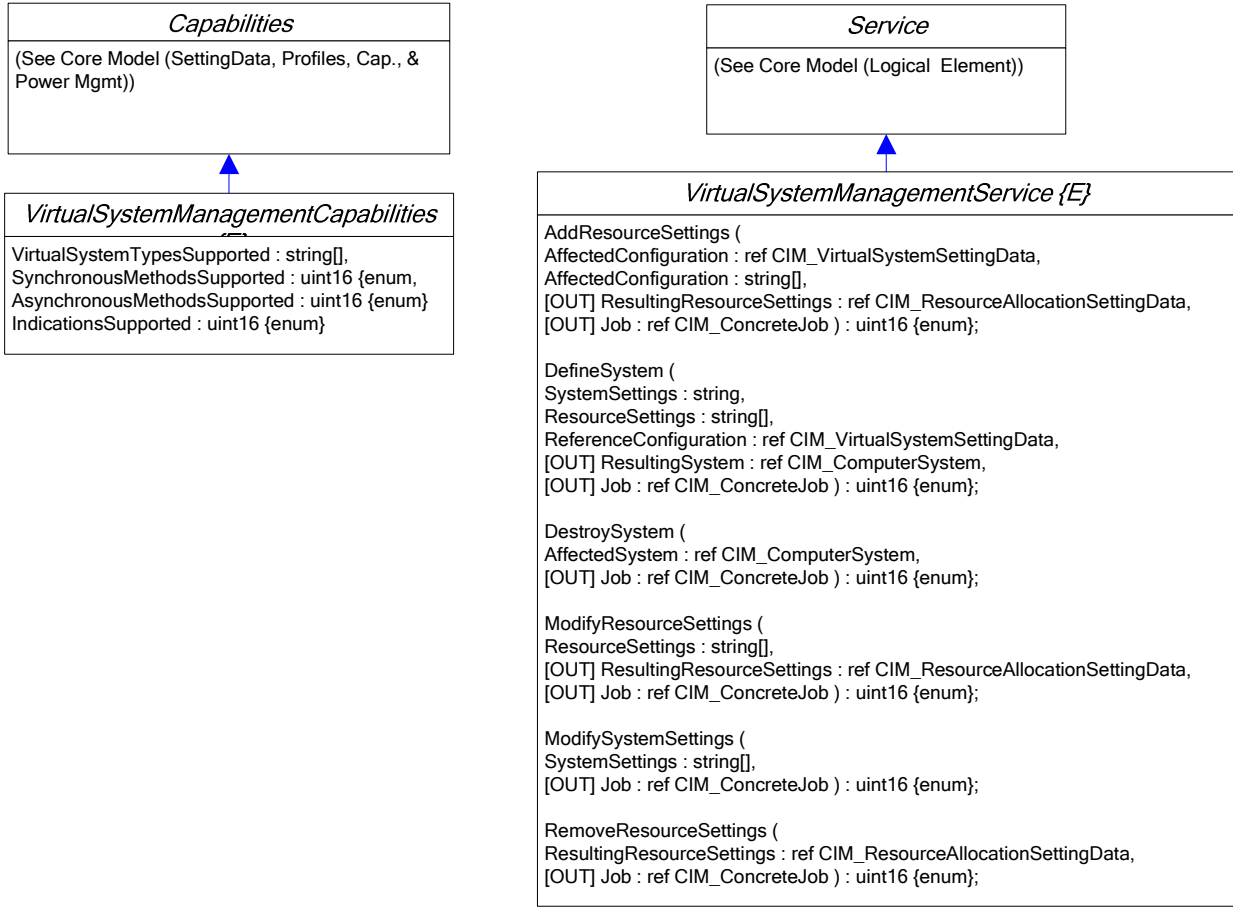 Capabilities
(See Core Model (SettingData, Profiles, Cap., &
Power Mgmt))
VirtualSystemManagementCapabilities
{E}
VirtualSystemTypesSupported : string[],
SynchronousMethodsSupported : uint16 {enum,
AsynchronousMethodsSupported : uint16 {enum}
IndicationsSupported : uint16 {enum}
Service
(See Core Model (Logical Element))
VirtualSystemManagementService {E}
AddResourceSettings (
AffectedConfiguration : ref CIM_VirtualSystemSettingData,
AffectedConfiguration : string[],
[OUT] ResultingResourceSettings : ref CIM_ResourceAllocationSettingData,
[OUT] Job : ref CIM_ConcreteJob ) : uint16 {enum};
DefineSystem (
SystemSettings : string,
ResourceSettings : string[],
ReferenceConfiguration : ref CIM_VirtualSystemSettingData,
[OUT] ResultingSystem : ref CIM_ComputerSystem,
[OUT] Job : ref CIM_ConcreteJob ) : uint16 {enum};
DestroySystem (
AffectedSystem : ref CIM_ComputerSystem,
[OUT] Job : ref CIM_ConcreteJob ) : uint16 {enum};
ModifyResourceSettings (
ResourceSettings : string[],
[OUT] ResultingResourceSettings : ref CIM_ResourceAllocationSettingData,
[OUT] Job : ref CIM_ConcreteJob ) : uint16 {enum};
ModifySystemSettings (
SystemSettings : string[],
[OUT] Job : ref CIM_ConcreteJob ) : uint16 {enum};
RemoveResourceSettings (
ResultingResourceSettings : ref CIM_ResourceAllocationSettingData,
[OUT] Job : ref CIM_ConcreteJob ) : uint16 {enum};